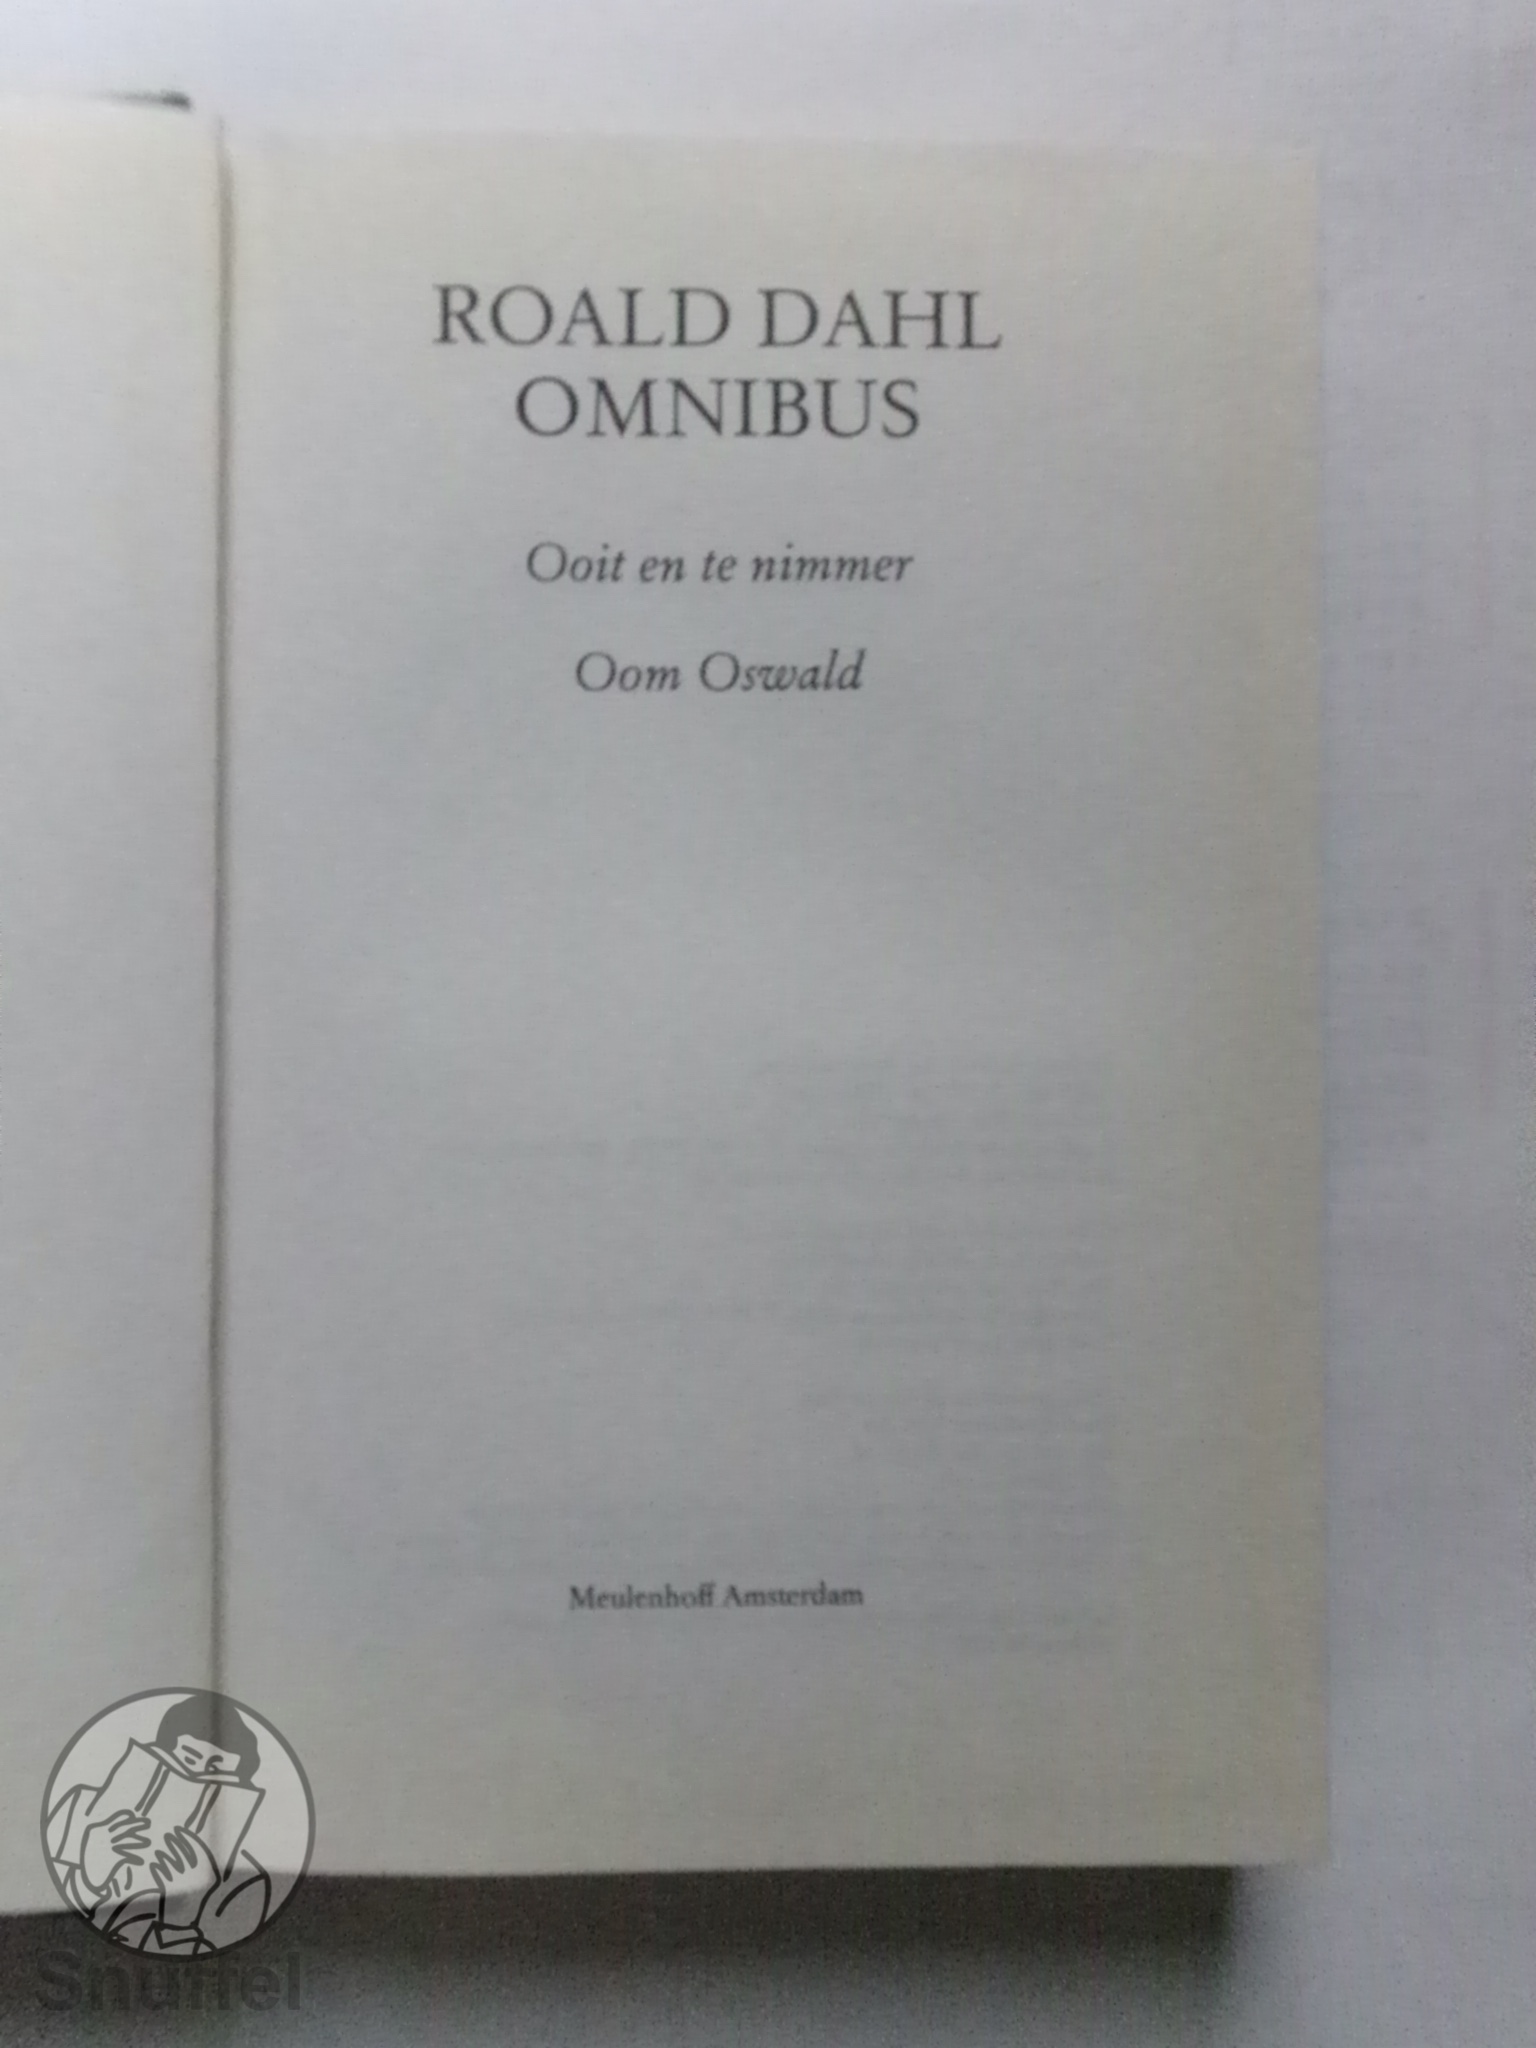 ROALD DAHL
OMNIBUS
Ooit en te nimmer
Oom Oswald
Meulenhoff Amsterdam
Snuffel